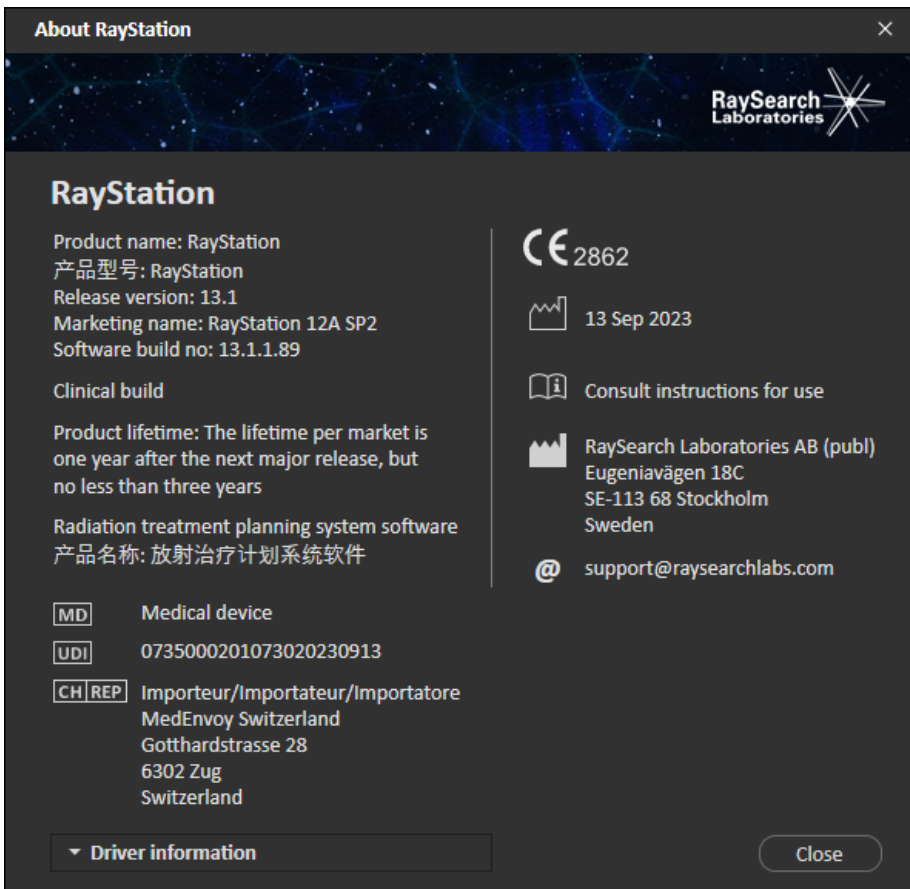 About RayStation
RaySearch
Laboratories
RayStation
Product name: RayStation
产品型号: RayStation
Release version: 13.1
Marketing name: RayStation 12A SP2
Software build no: 13.1.1.89
Clinical build
Product lifetime: The lifetime per market is
one year after the next major release, but
no less than three years
Radiation treatment planning system software
产品名称: 放射治疗计划系统软件
CE 2862
13 Sep 2023
Consult instructions for use
RaySearch Laboratories AB (publ)
Eugeniavägen 18C
SE-113 68 Stockholm
Sweden
@ support@raysearchlabs.com
MD Medical device
UDI 0735000201073020230913
CH REP Importeur/Importateur/Importatore
MedEnvoy Switzerland
Gotthardstrasse 28
6302 Zug
Switzerland
Driver information
Close